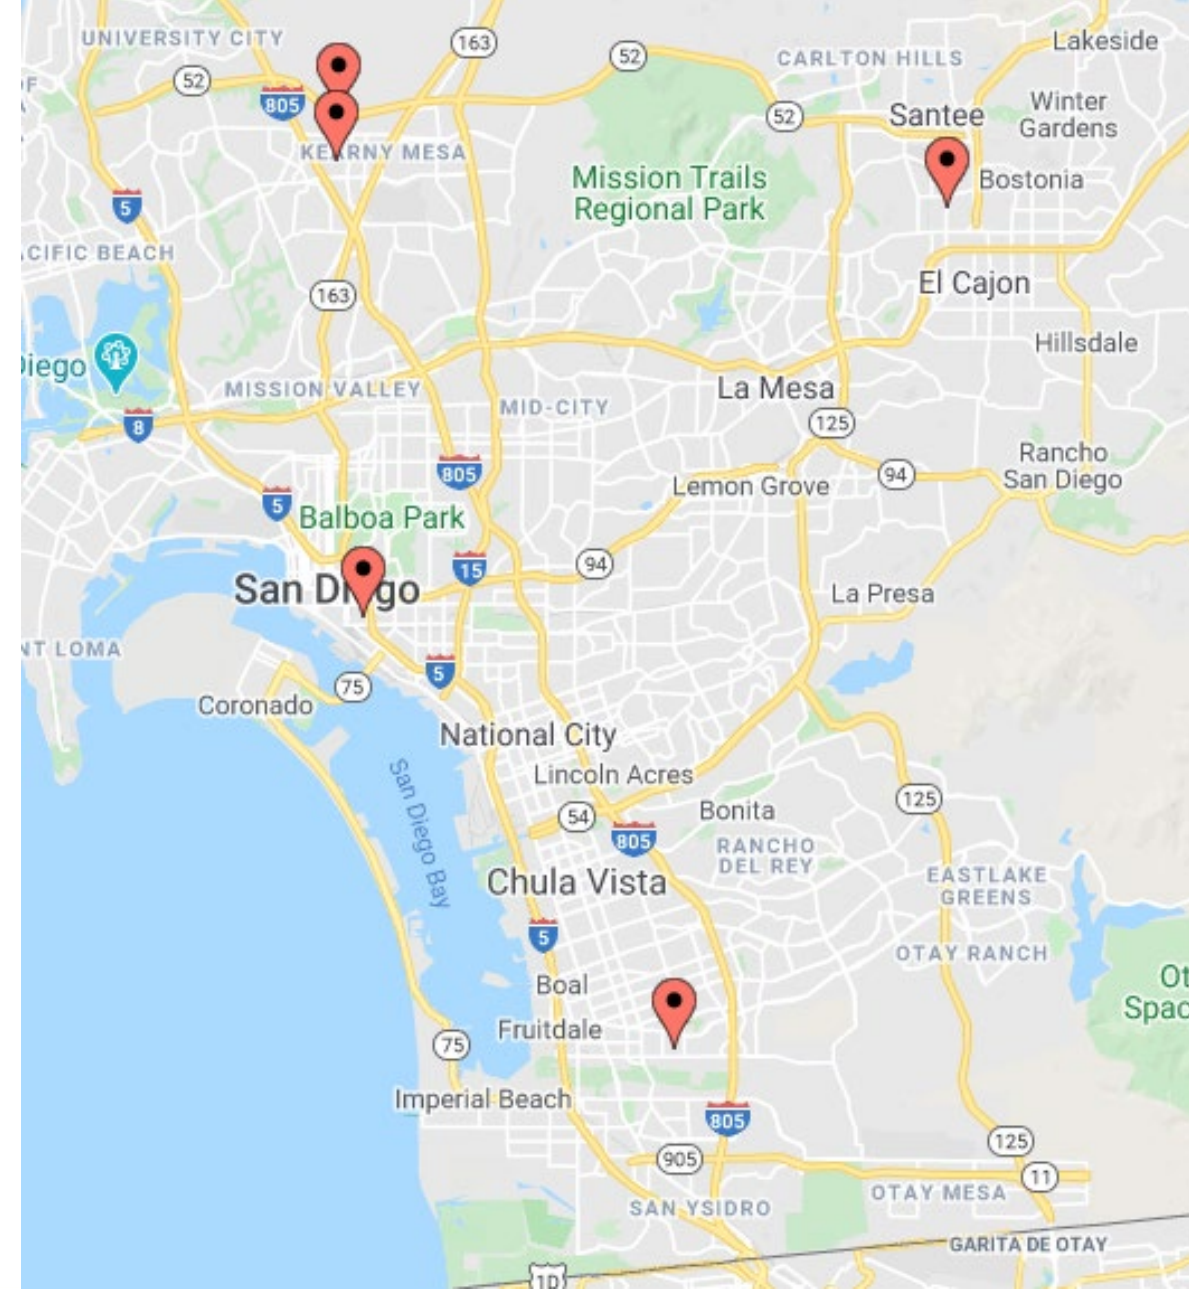 UNIVERSITY CITY
163
52
CARLTON HILLS
Lakeside
52
805
52
Santee
Winter
Gardens
KEARNY MESA
Mission Trails
Regional Park
Bostonia
5
ACIFIC BEACH
163
El Cajon
Hillsdale
Diego
MISSION VALLEY
La Mesa
MID-CITY
8
125
805
Rancho
San Diego
Lemon Grove
94
5
Balboa Park
15
94
San Di go
La Presa
NT LOMA
5
75
Coronado
National City
Lincoln Acres
San Diego Bay
125
54
Bonita
805
RANCHO
DEL REY
Chula Vista
EASTLAKE
GREENS
5
OTAY RANCH
Boal
Ot
Spac
Fruitdale
75
Imperial Beach
805
125
905
11
OTAY MESA
SAN YSIDRO
GARITA DE OTAY
1D